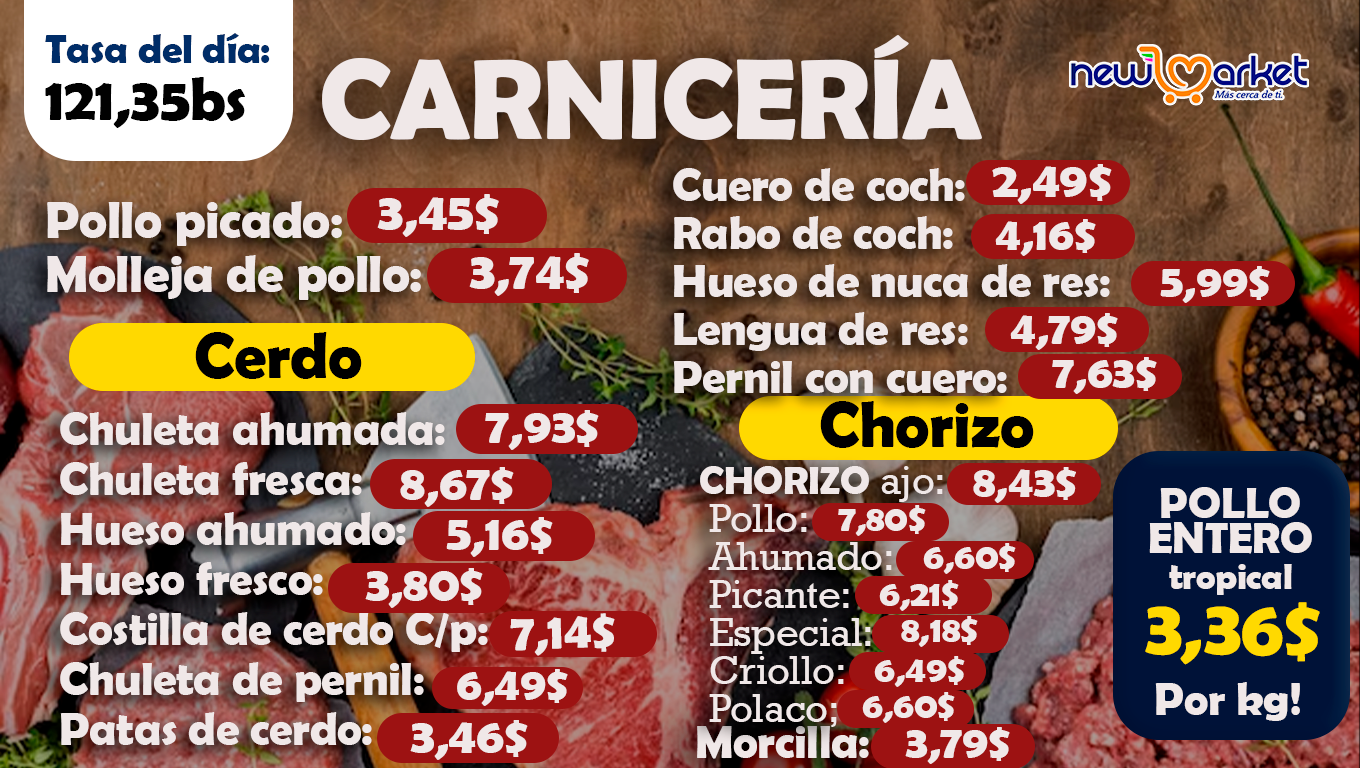 Tasa del día:
121,35bs
CARNICERÍA
new market
Más cerca de ti.
Pollo picado: 3,45$
Molleja de pollo: 3,74$
Cerdo
Chuleta ahumada: 7,93$
Chuleta fresca: 8,67$
Hueso ahumado: 5,16$
Hueso fresco: 3,80$
Costilla de cerdo C/p: 7,14$
Chuleta de pernil: 6,49$
Patas de cerdo: 3,46$
Cuero de coch: 2,49$
Rabo de coch: 4,16$
Hueso de nuca de res: 5,99$
Lengua de res: 4,79$
Pernil con cuero: 7,63$
Chorizo
CHORIZO ajo: 8,43$
Pollo: 7,80$
Ahumado: 6,60$
Picante: 6,21$
Especial: 8,18$
Criollo: 6,49$
Polaco; 6,60$
Morcilla: 3,79$
POLLO
ENTERO
tropical
3,36$
Por kg!